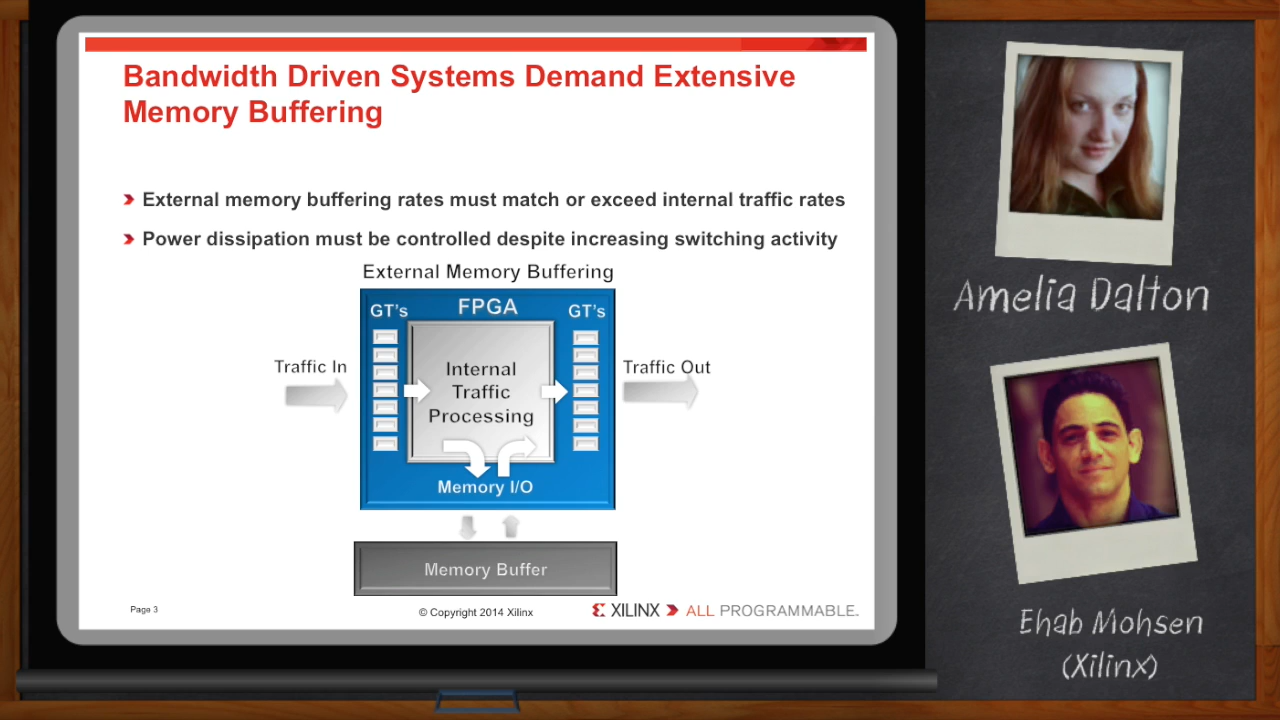 Bandwidth Driven Systems Demand Extensive
Memory Buffering
External memory buffering rates must match or exceed internal traffic rates
Power dissipation must be controlled despite increasing switching activity
External Memory Buffering
GT's
FPGA
GT's
Traffic In
Internal
Traffic
Processing
Traffic Out
Memory I/O
Memory Buffer
Page 3
© Copyright 2014 Xilinx
XILINX ALL PROGRAMMABLE.
Amelia Dalton
Ehab Mohsen
(Xilinx)